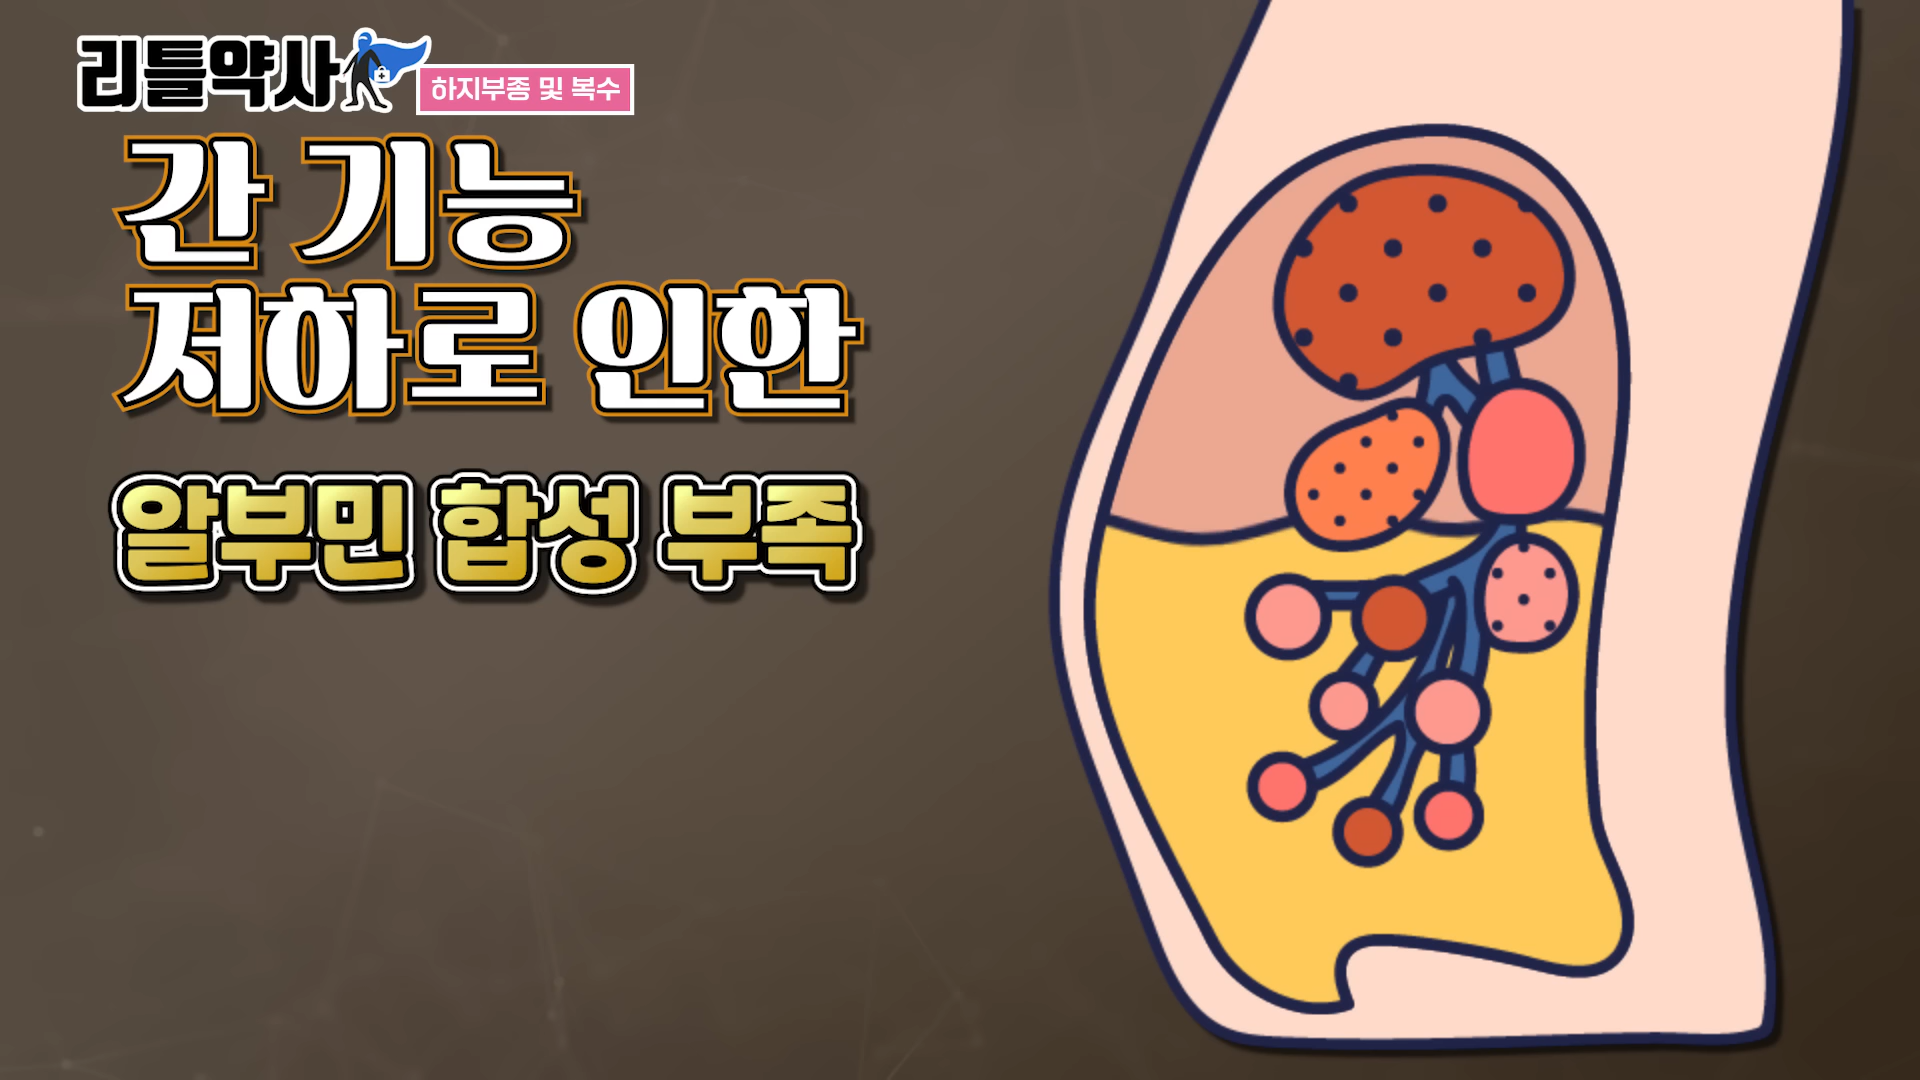 리틀약사
하지부종 및 복수
간 기능
저하로 인한
알부민 합성 부족